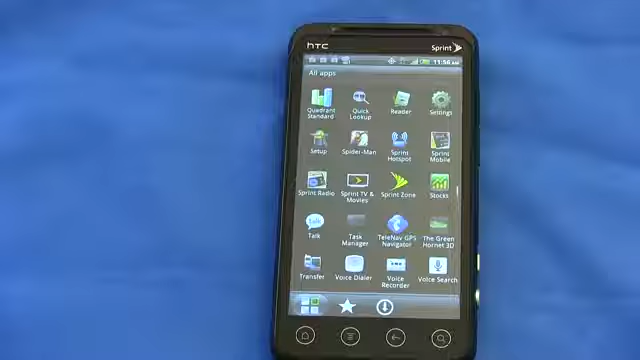 hTC
Sprint
11:56 AM
All apps
Quadrant Standard
Quick Lookup
Reader
Settings
Setup
Spider-Man
Sprint Hotspot
Sprint Mobile
Sprint Radio
Sprint TV & Movies
Sprint Zone
Stocks
Talk
Task Manager
TeleNav GPS Navigator
The Green Hornet 3D
Transfer
Voice Dialer
Voice Recorder
Voice Search